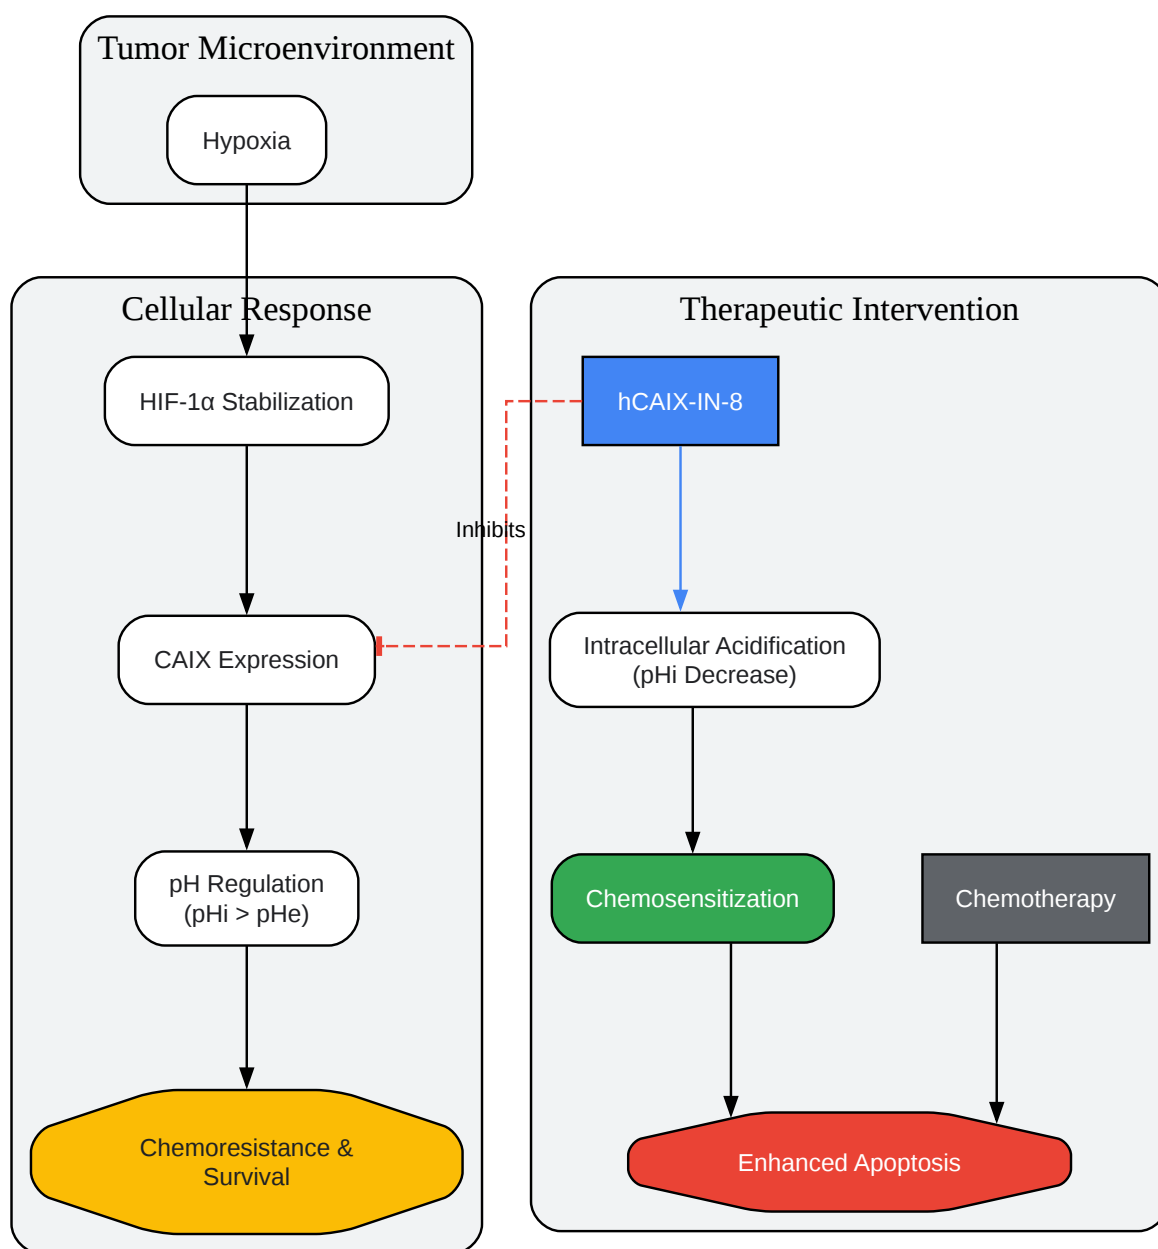 Tumor Microenvironment
Hypoxia
Cellular Response
HIF-1α Stabilization
CAIX Expression
pH Regulation
(pHi > pHe)
Chemoresistance &
Survival
Inhibits
Therapeutic Intervention
hCAIX-IN-8
Intracellular Acidification
(pHi Decrease)
Chemosensitization
Chemotherapy
Enhanced Apoptosis